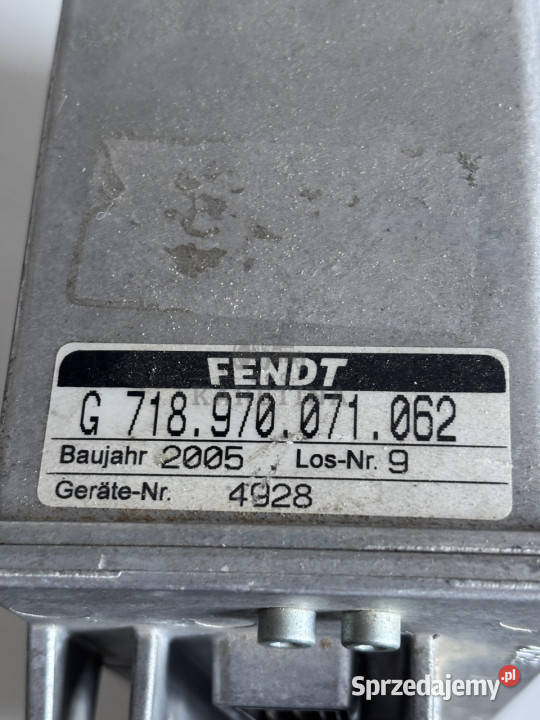 FENDT
G 718.970.071.062
Baujahr 2005 Los-Nr. 9
Geräte-Nr. 4928
Sprzedajemy.pl